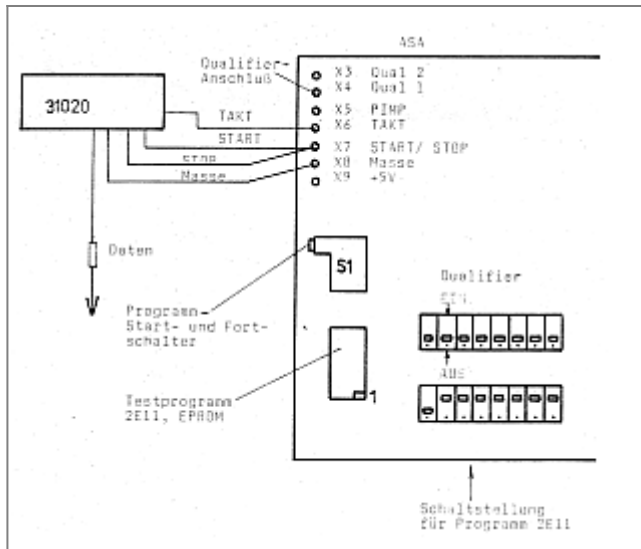 ASA
Qualifier-
Anschluß
X3 Qual 2
X4 Qual 1
X5 PIMP
X6 TAKT
X7 START/ STOP
X8 Masse
X9 +5V
31020
TAKT
START
STOP
Masse
Daten
S1
Programm-
Start- und Fort-
schalter
Qualifier
EIN
AUS
Testprogramm
2E11, EPROM
1
Schaltstellung
für Programm 2E11